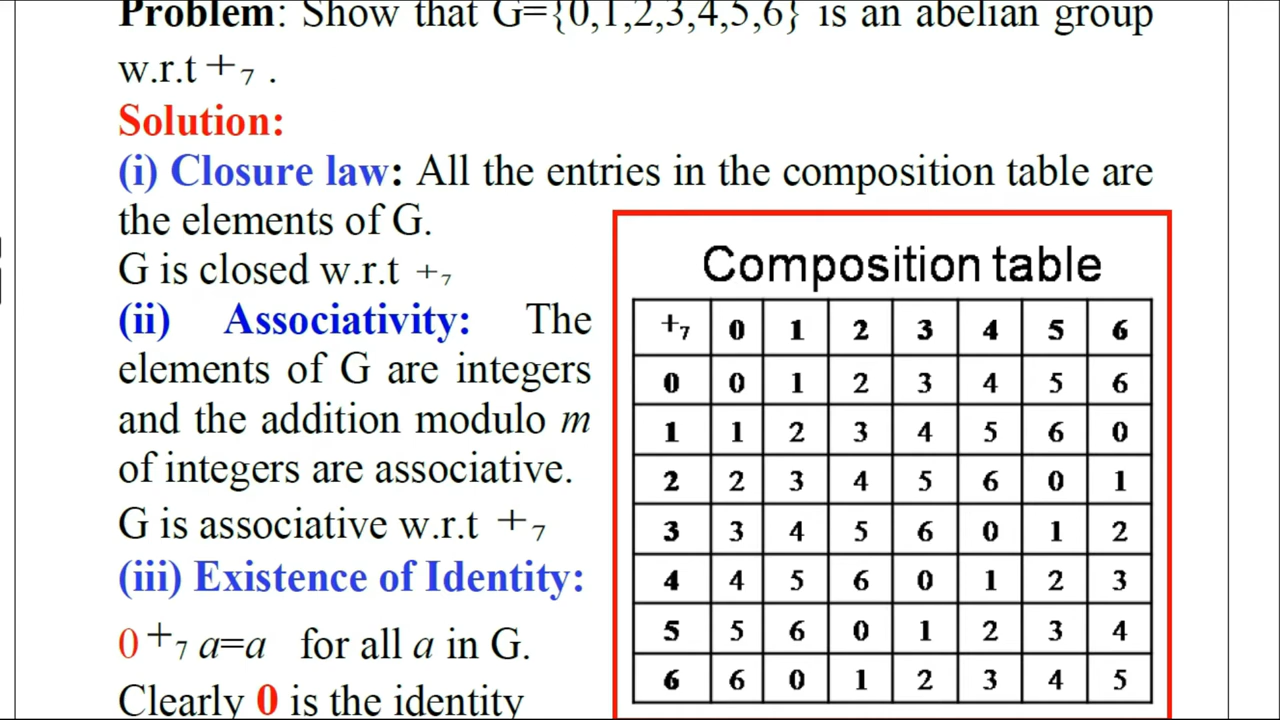 Problem: Show that G={0,1,2,3,4,5,6} is an abelian group
w.r.t +₇ .
Solution:
(i) Closure law: All the entries in the composition table are
the elements of G.
G is closed w.r.t +₇
(ii) Associativity: The
elements of G are integers
and the addition modulo m
of integers are associative.
G is associative w.r.t +₇
(iii) Existence of Identity:
0 +₇ a=a for all a in G.
Clearly 0 is the identity
Composition table
+₇ 0 1 2 3 4 5 6
0 0 1 2 3 4 5 6
1 1 2 3 4 5 6 0
2 2 3 4 5 6 0 1
3 3 4 5 6 0 1 2
4 4 5 6 0 1 2 3
5 5 6 0 1 2 3 4
6 6 0 1 2 3 4 5